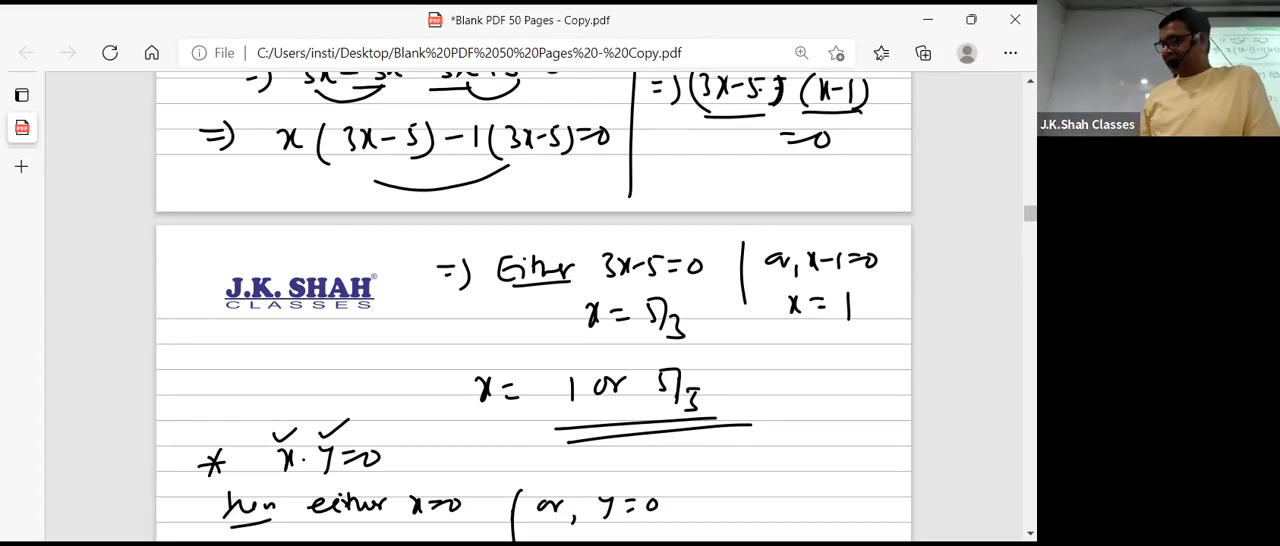 *Blank PDF 50 Pages - Copy.pdf
File | C:/Users/insti/Desktop/Blank%20PDF%2050%20Pages%20-%20Copy.pdf
=) (3x-5) (x-1)
=0
=) x(3x-5)-1(3x-5)=0
J.K. SHAH®
CLASSES
=) Either 3x-5=0 | or, x-1=0
x = 5/3
x = 1
x = 1 or 5/3
* x · y=0
then either x=0 | or, y=0
J.K.Shah Classes